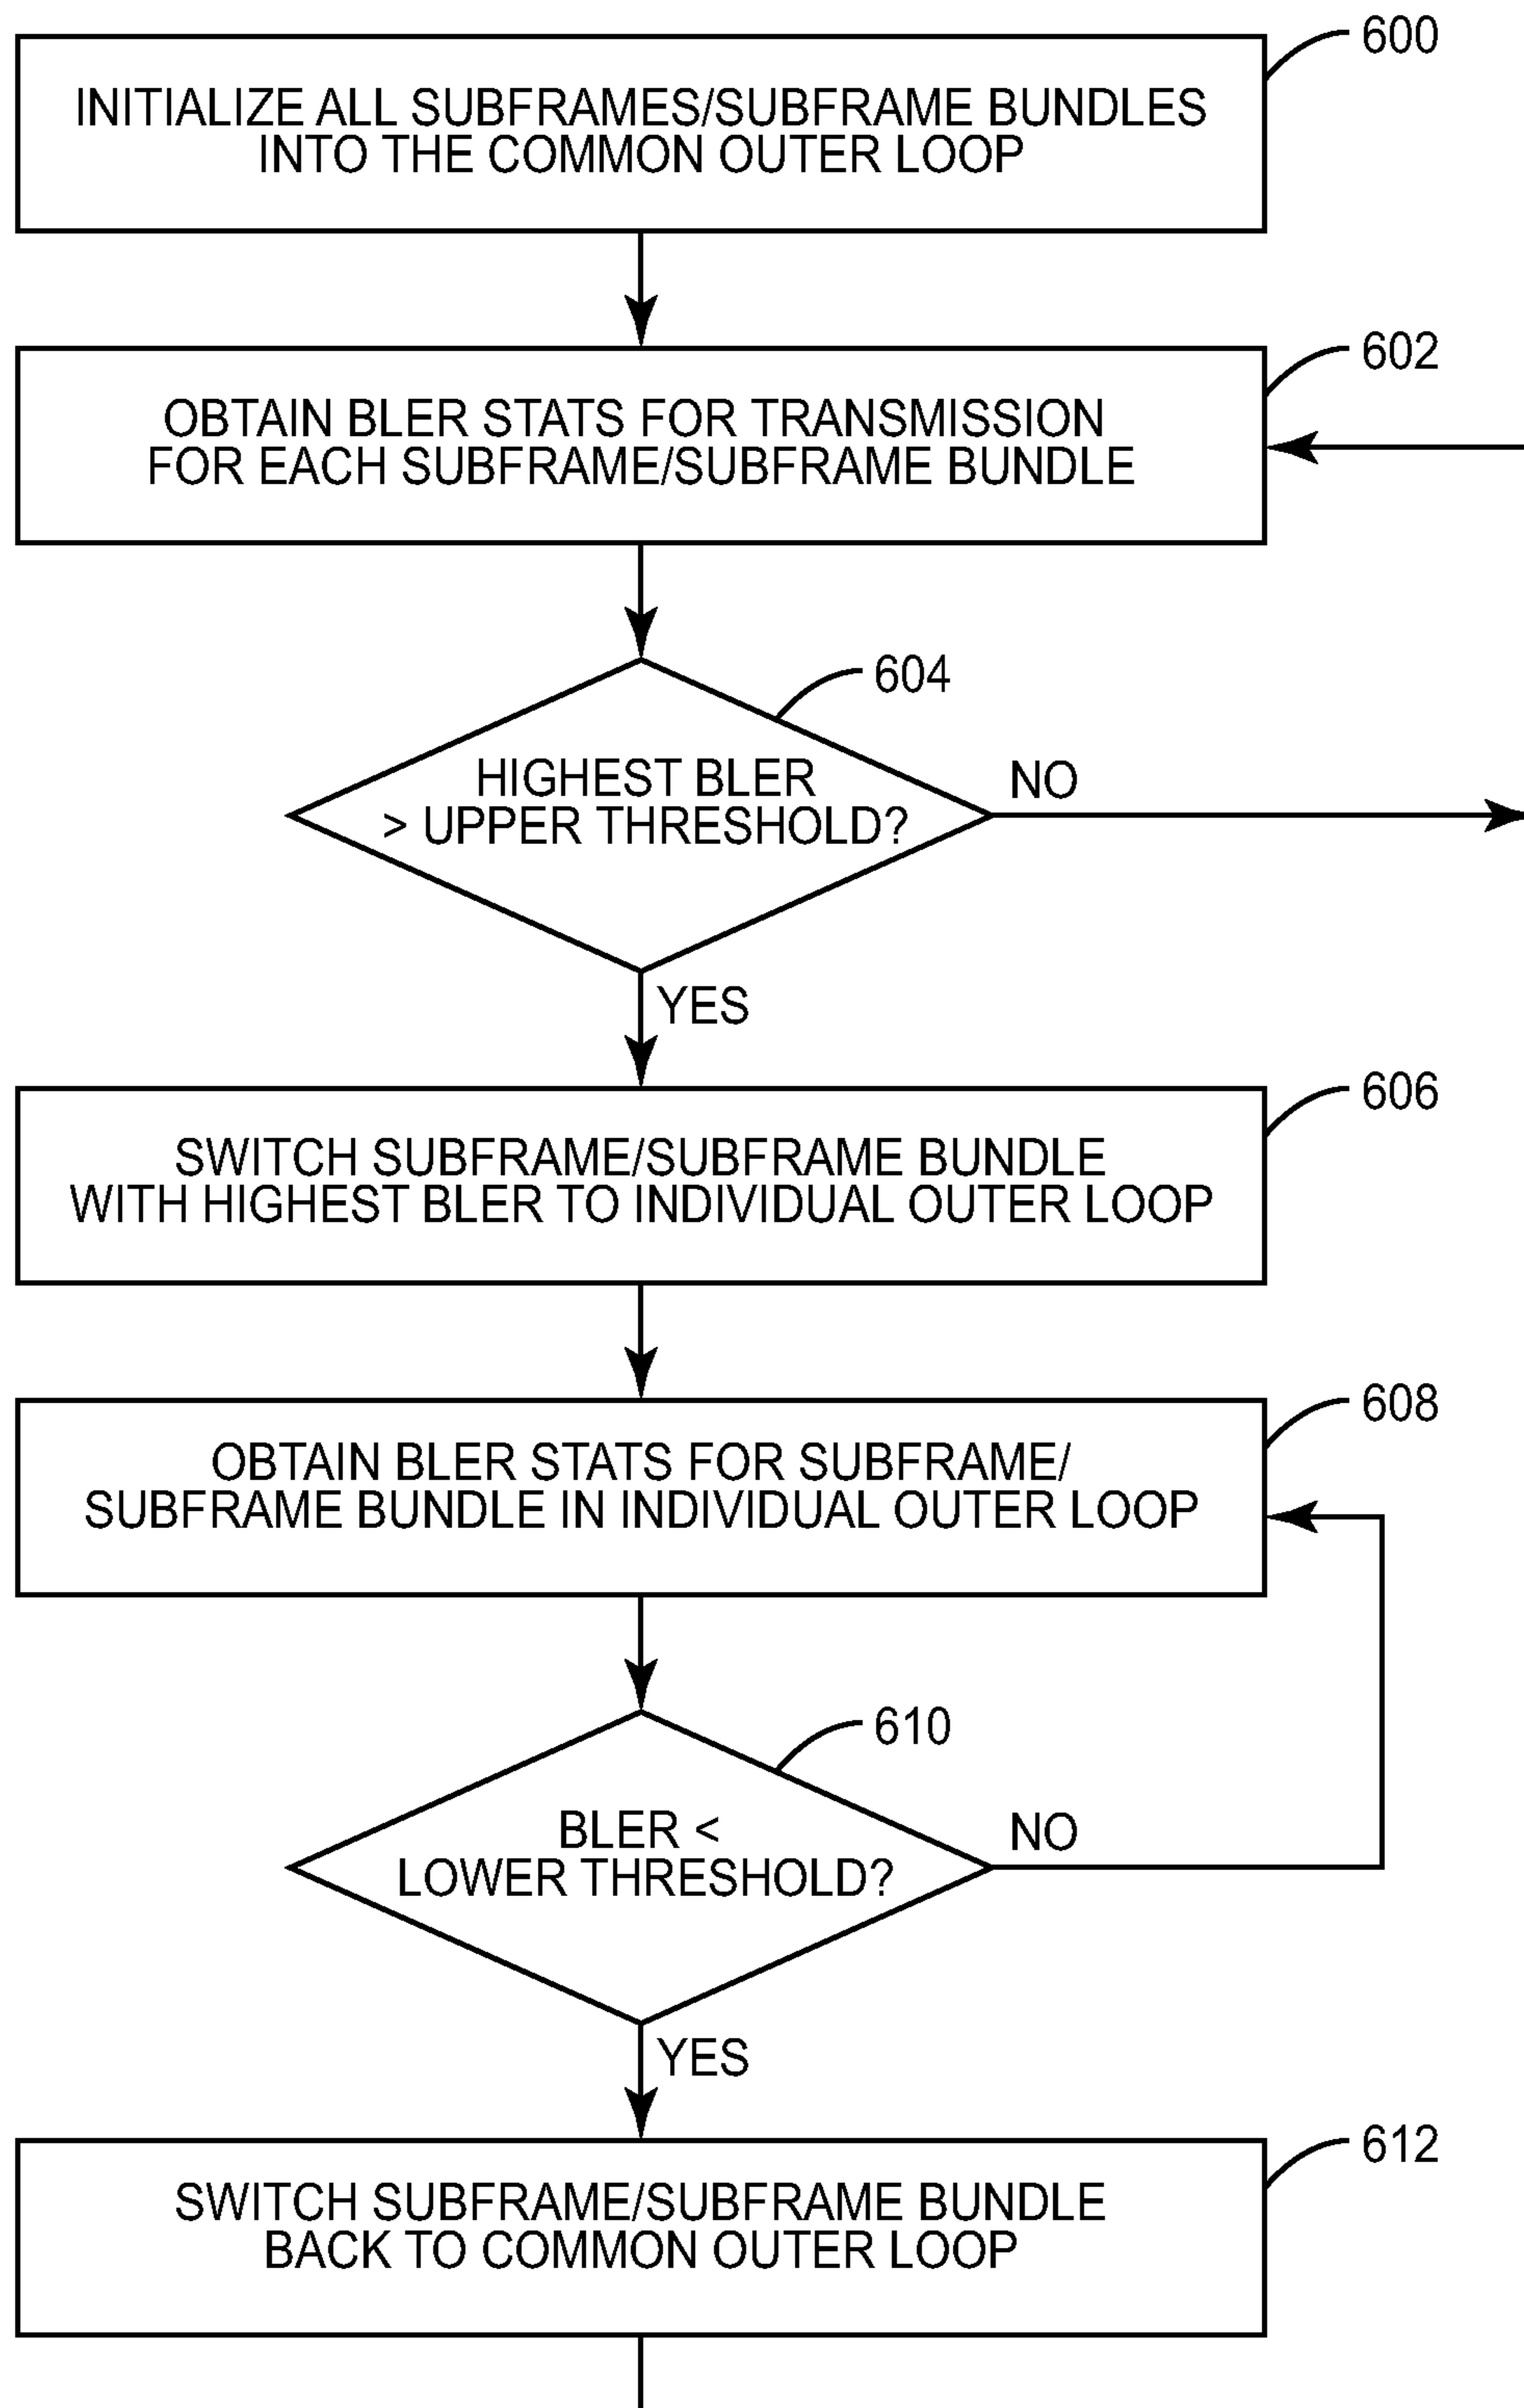 600
INITIALIZE ALL SUBFRAMES/SUBFRAME BUNDLES
INTO THE COMMON OUTER LOOP
602
OBTAIN BLER STATS FOR TRANSMISSION
FOR EACH SUBFRAME/SUBFRAME BUNDLE
604
HIGHEST BLER
> UPPER THRESHOLD?
NO
YES
606
SWITCH SUBFRAME/SUBFRAME BUNDLE
WITH HIGHEST BLER TO INDIVIDUAL OUTER LOOP
608
OBTAIN BLER STATS FOR SUBFRAME/
SUBFRAME BUNDLE IN INDIVIDUAL OUTER LOOP
610
BLER <
LOWER THRESHOLD?
NO
YES
612
SWITCH SUBFRAME/SUBFRAME BUNDLE
BACK TO COMMON OUTER LOOP